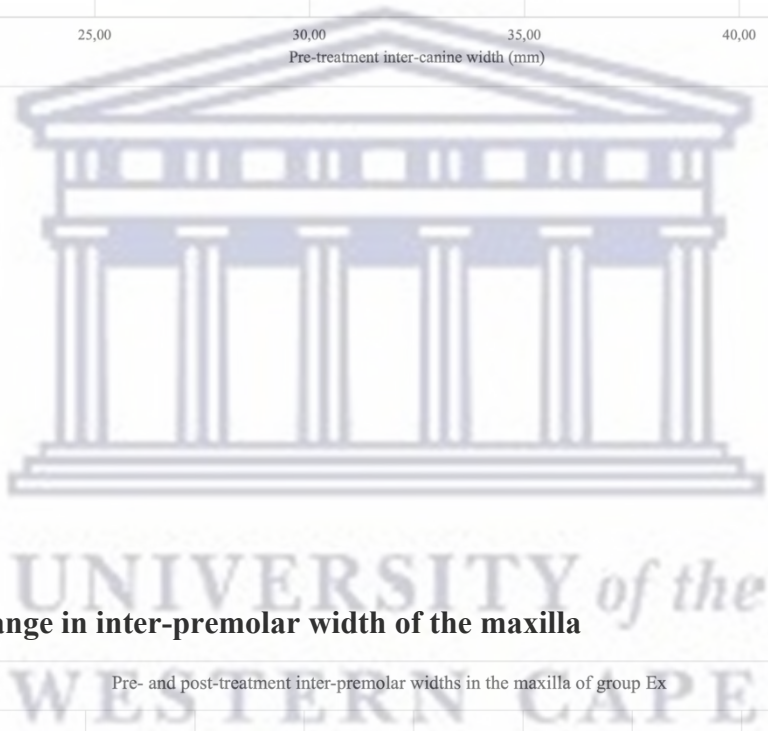 25,00 30,00 35,00 40,00
Pre-treatment inter-canine width (mm)
UNIVERSITY of the
ange in inter-premolar width of the maxilla
Pre- and post-treatment inter-premolar widths in the maxilla of group Ex
WESTERN CAPE